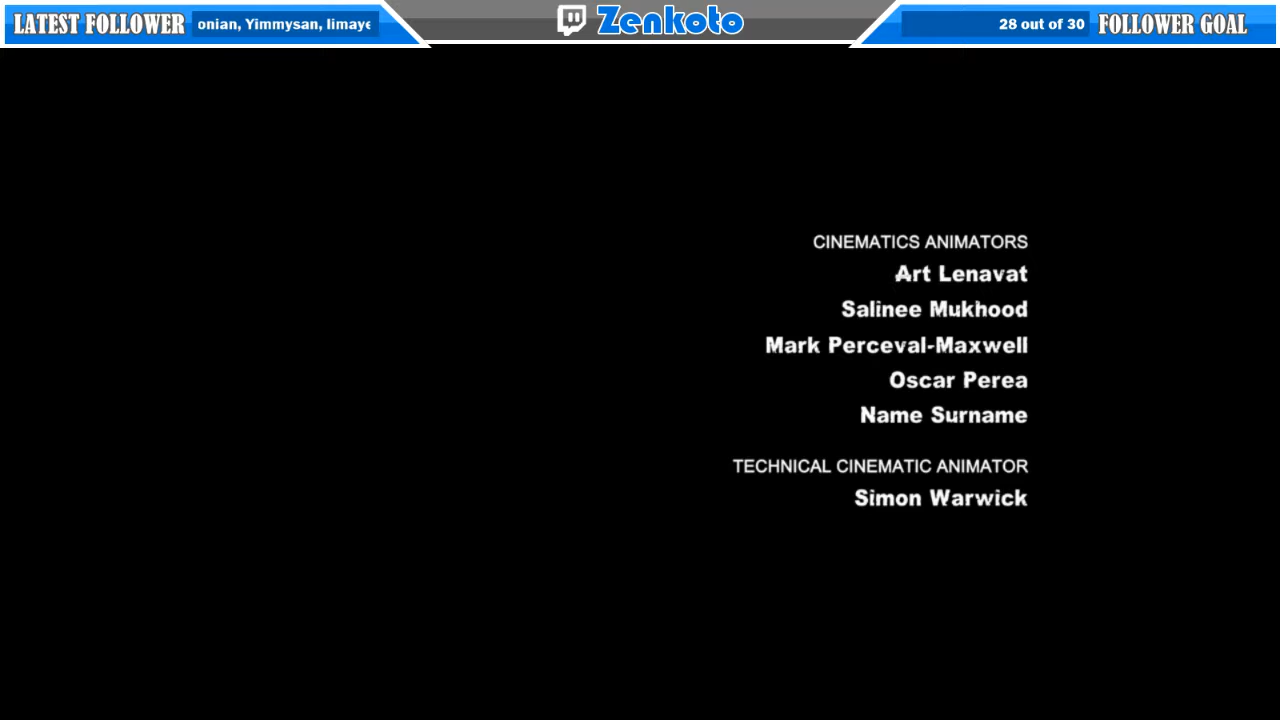 LATEST FOLLOWER onian, Yimmysan, limaye
Zenkoto
28 out of 30 FOLLOWER GOAL
CINEMATICS ANIMATORS
Art Lenavat
Salinee Mukhood
Mark Perceval-Maxwell
Oscar Perea
Name Surname
TECHNICAL CINEMATIC ANIMATOR
Simon Warwick